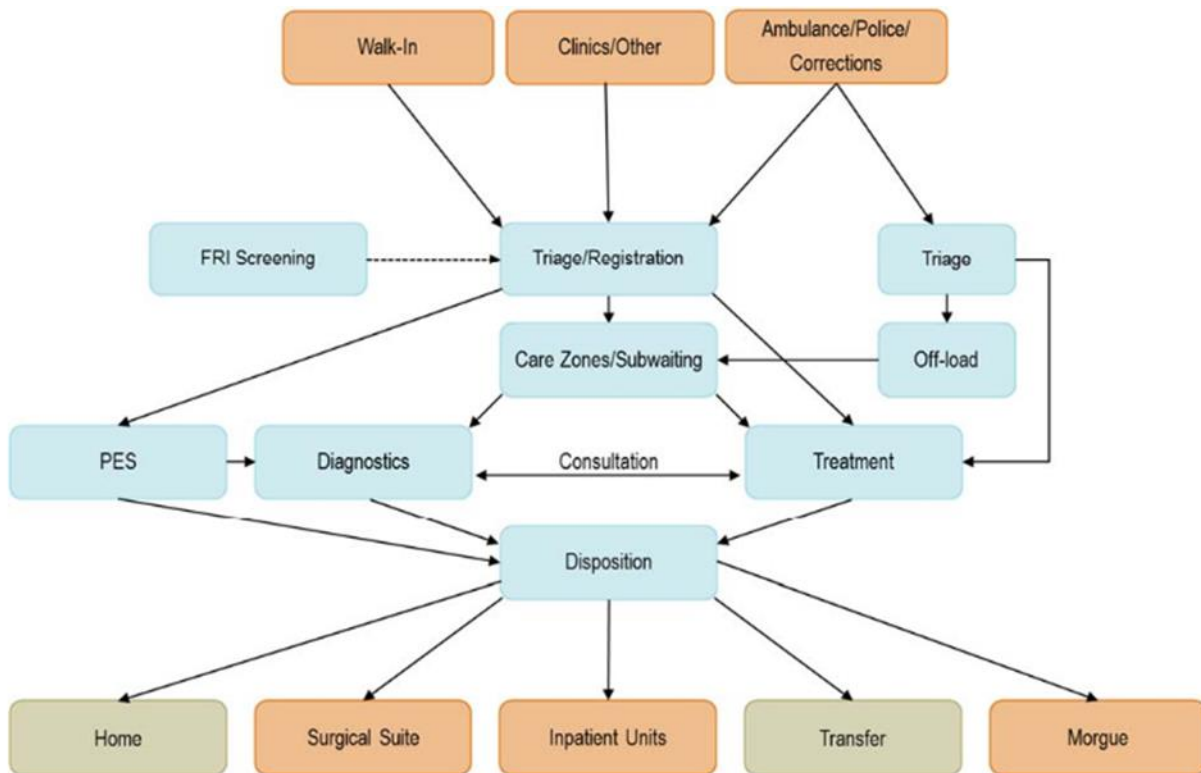 Walk-In
Clinics/Other
Ambulance/Police/
Corrections
FRI Screening
Triage/Registration
Triage
Care Zones/Subwaiting
Off-load
PES
Diagnostics
Consultation
Treatment
Disposition
Home
Surgical Suite
Inpatient Units
Transfer
Morgue